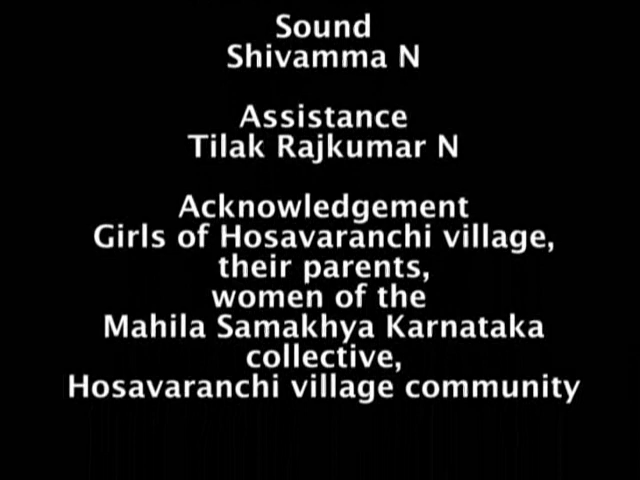 Sound
Shivamma N
Assistance
Tilak Rajkumar N
Acknowledgement
Girls of Hosavaranchi village,
their parents,
women of the
Mahila Samakhya Karnataka
collective,
Hosavaranchi village community